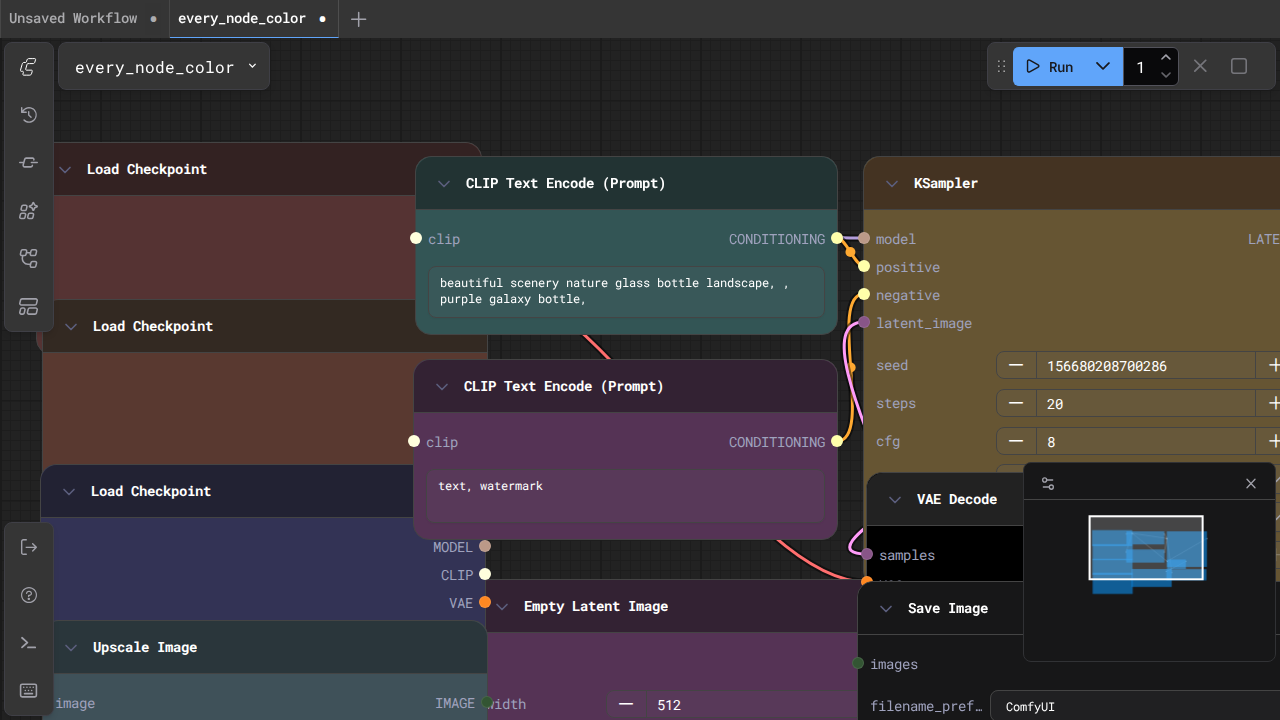 Unsaved Workflow
every_node_color
every_node_color
Run
1
Load Checkpoint
CLIP Text Encode (Prompt)
KSampler
clip
CONDITIONING
model
LATE
positive
beautiful scenery nature glass bottle landscape, ,
purple galaxy bottle,
negative
latent_image
Load Checkpoint
seed
156680208700286
steps
20
CLIP Text Encode (Prompt)
clip
CONDITIONING
cfg
8
text, watermark
Load Checkpoint
VAE Decode
MODEL
samples
CLIP
VAE
Empty Latent Image
Save Image
Upscale Image
images
image
IMAGE
width
512
filename_pref…
ComfyUI